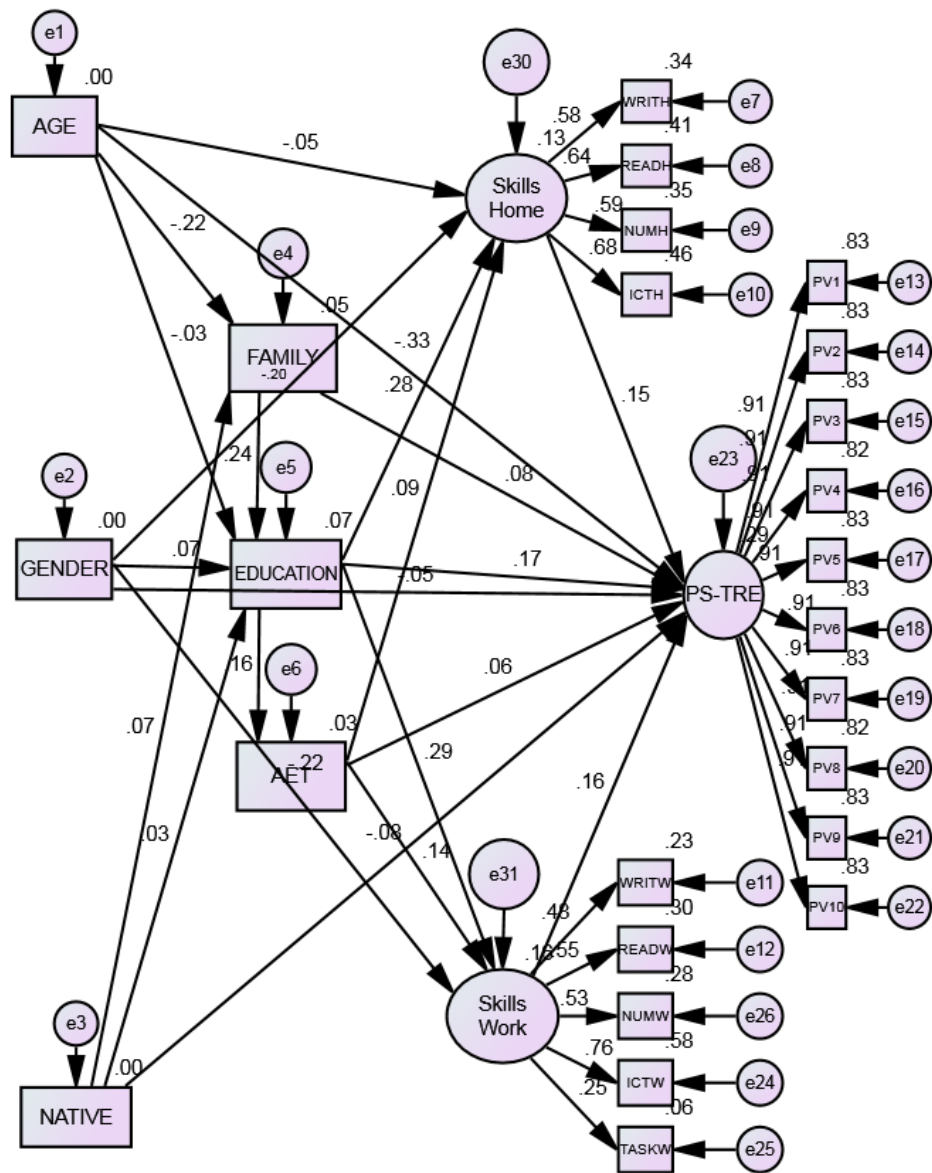 e1
.00
AGE
e30
.34
WRITH
e7
.58
.13
.41
.64
READH
e8
.35
-.05
Skills
Home
.59
NUMH
e9
.68
.46
ICTH
e10
-.22
e4
.05
-.03
FAMILY
-.20
-.33
.28
.15
.83
PV1
e13
.83
PV2
e14
.83
PV3
e15
.82
PV4
e16
.83
PV5
e17
.83
PV6
e18
.83
PV7
e19
.82
PV8
e20
.83
PV9
e21
.83
PV10
e22
.91
.91
.91
.91
.29
.91
.91
.91
.91
e23
PS-TRE
e2
.00
GENDER
.24
e5
.07
.07
EDUCATION
.09
.08
.17
-.05
.16
e6
.03
.06
-.22
AET
.07
.03
.29
.16
-.08
.14
e31
.23
WRITW
e11
.48
.30
.55
READW
e12
.28
Skills
Work
.53
NUMW
e26
.58
.76
ICTW
e24
.25
.06
TASKW
e25
e3
.00
NATIVE